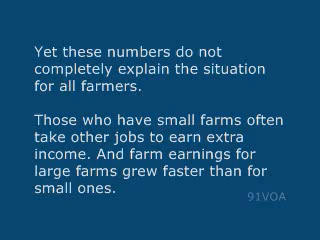 Yet these numbers do not
completely explain the situation
for all farmers.
Those who have small farms often
take other jobs to earn extra
income. And farm earnings for
large farms grew faster than for
small ones.
91VOA